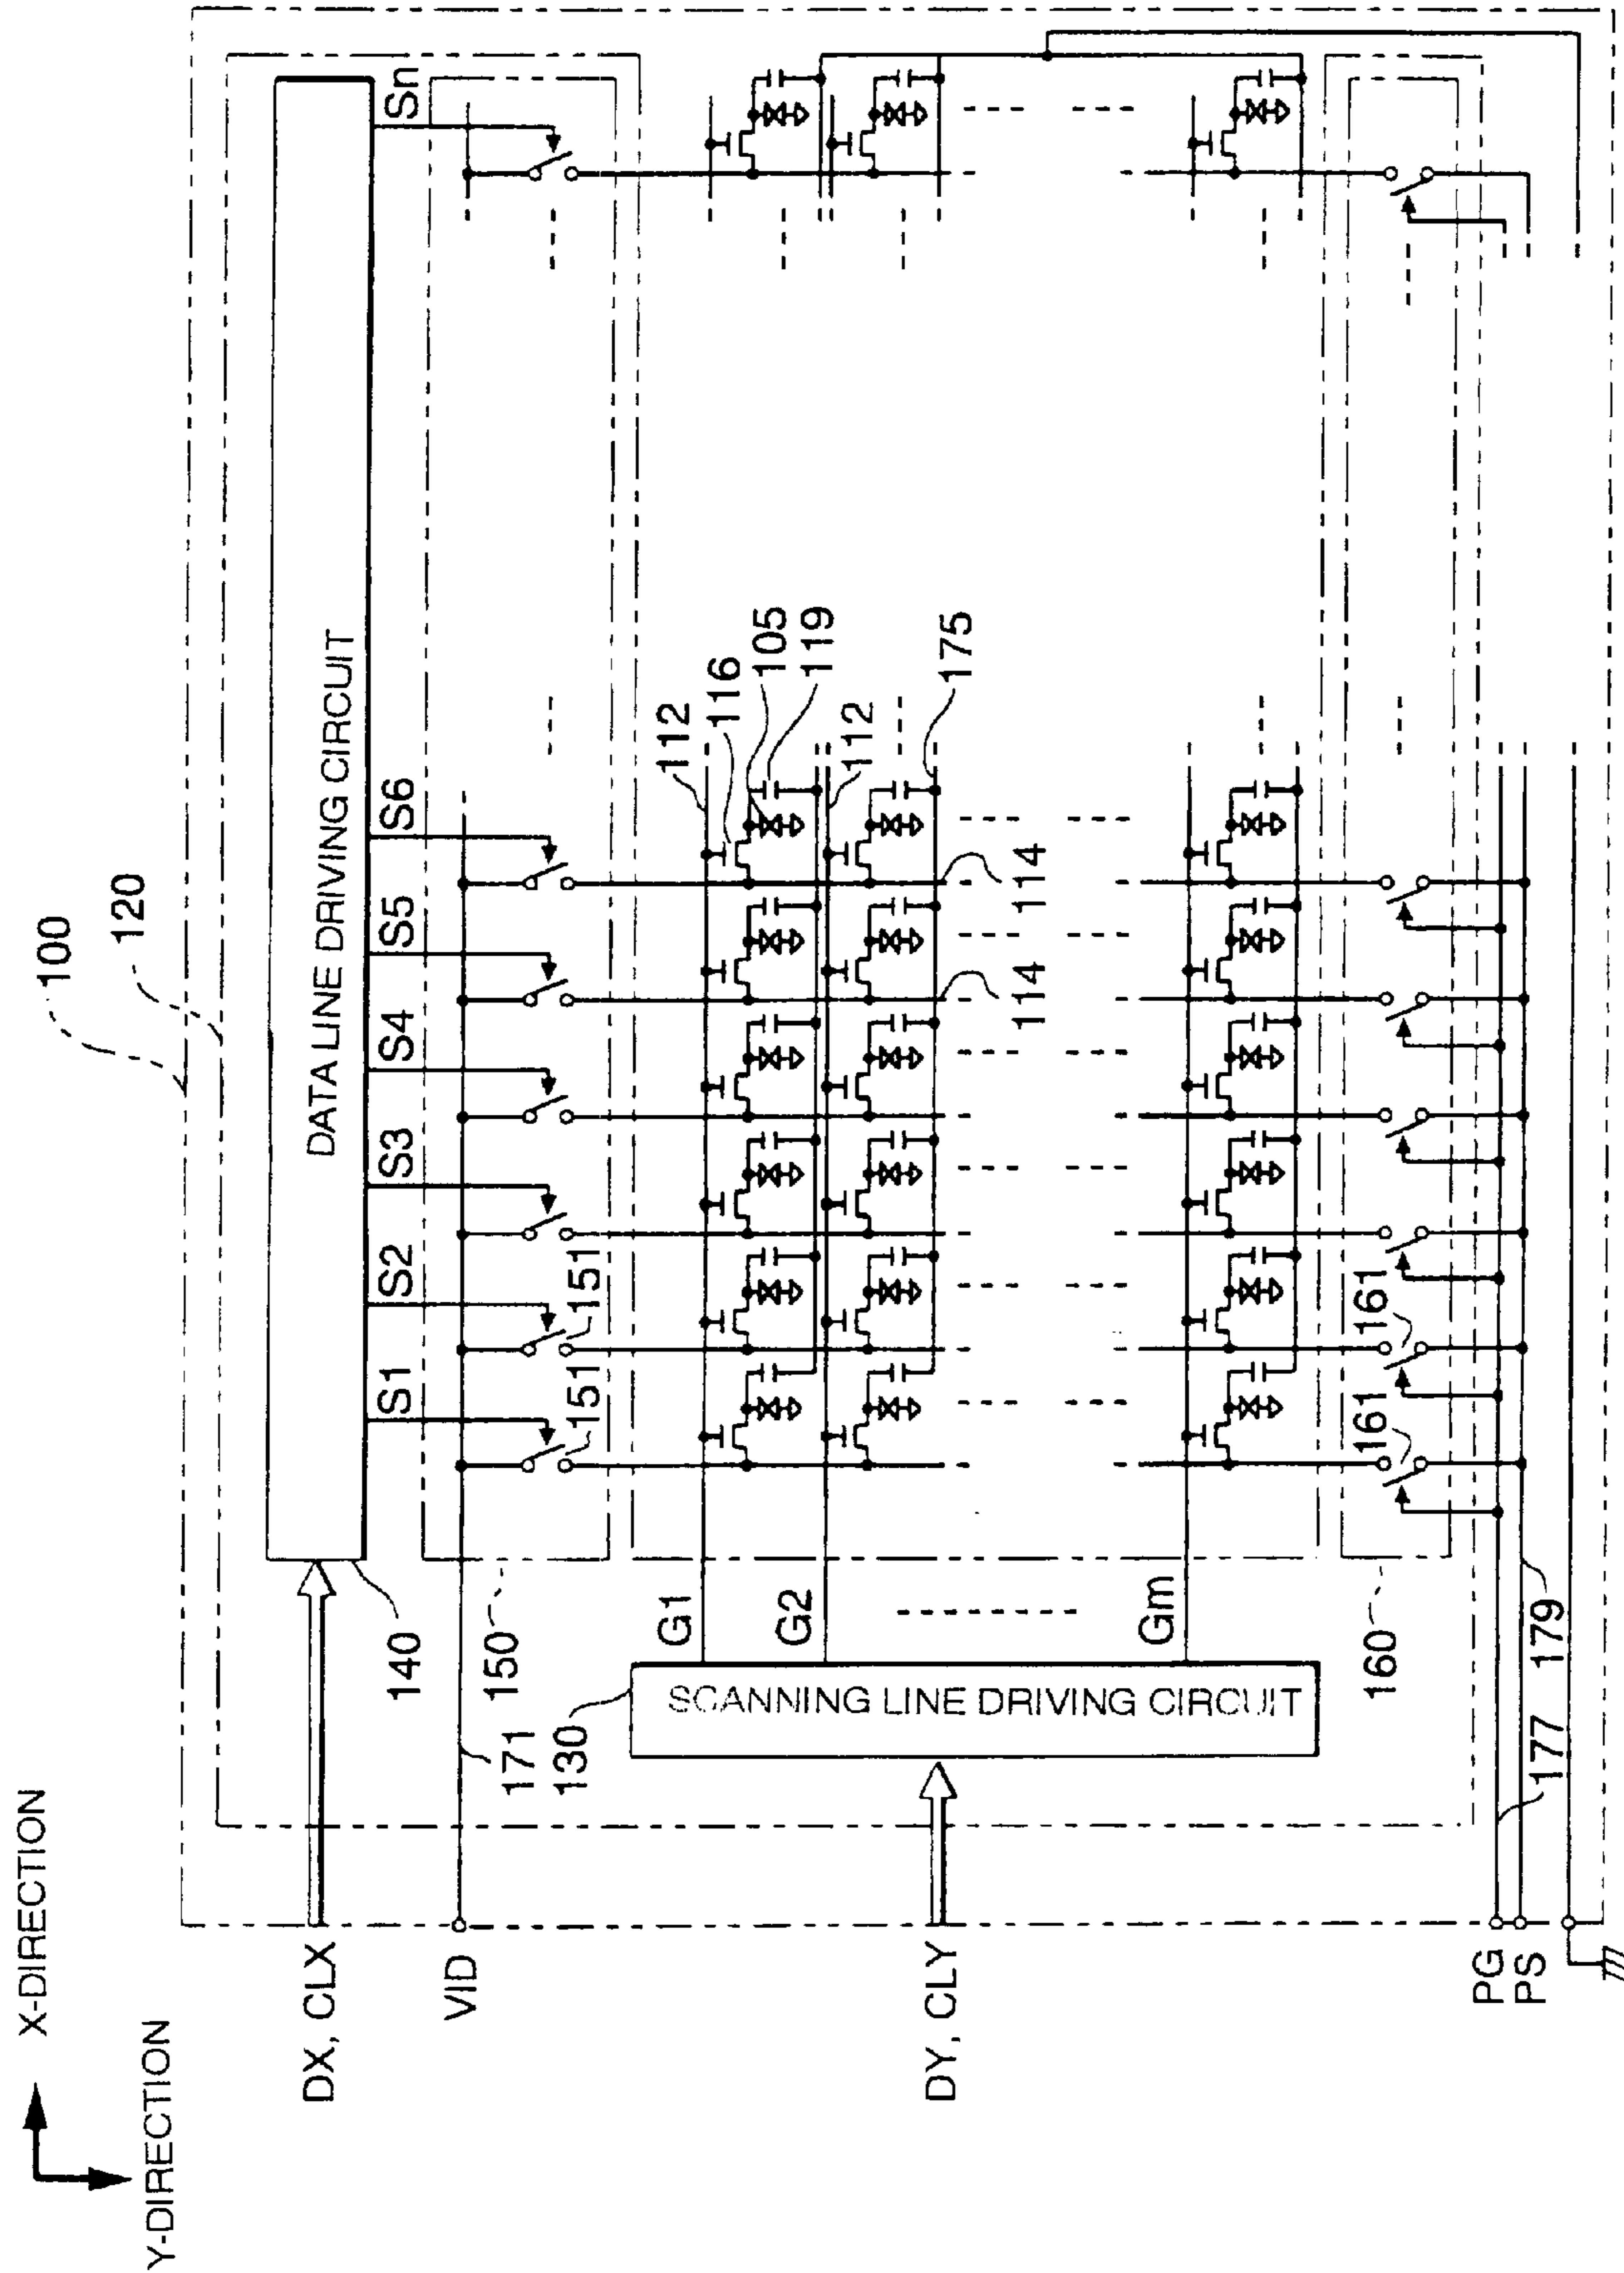 X-DIRECTION
Y-DIRECTION
100
120
DX, CLX
DATA LINE DRIVING CIRCUIT
140
S1
S2
S3
S4
S5
S6
Sn
VID
171
150
151
151
112
116
105
119
G1
G2
112
175
114
114
130
SCANNING LINE DRIVING CIRCUIT
DY, CLY
Gm
160
161
161
177
179
PG
PS